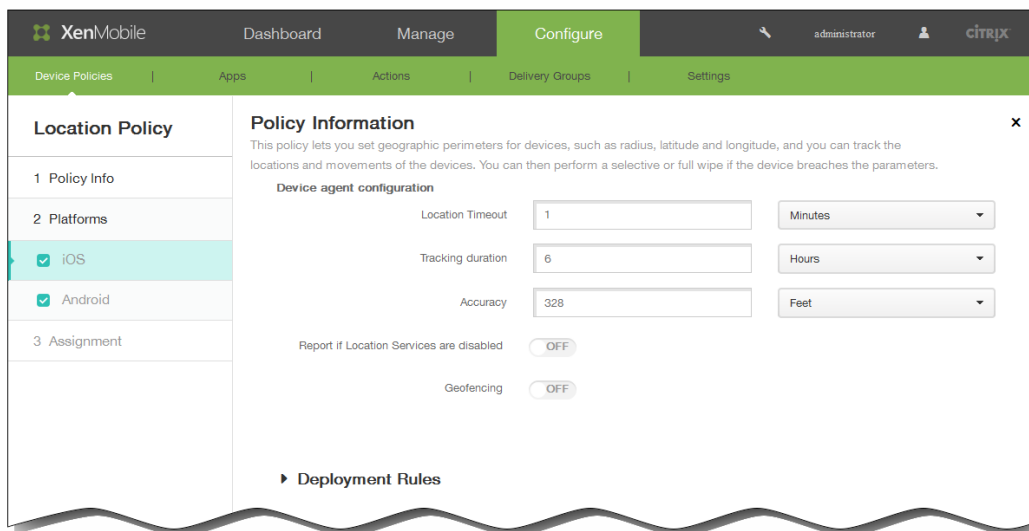 XenMobile Dashboard Manage Configure administrator CİTRIX
Device Policies | Apps | Actions | Delivery Groups | Settings
Location Policy
1 Policy Info
2 Platforms
iOS
Android
3 Assignment
Policy Information x
This policy lets you set geographic perimeters for devices, such as radius, latitude and longitude, and you can track the
locations and movements of the devices. You can then perform a selective or full wipe if the device breaches the parameters.
Device agent configuration
Location Timeout 1 Minutes
Tracking duration 6 Hours
Accuracy 328 Feet
Report if Location Services are disabled OFF
Geofencing OFF
Deployment Rules